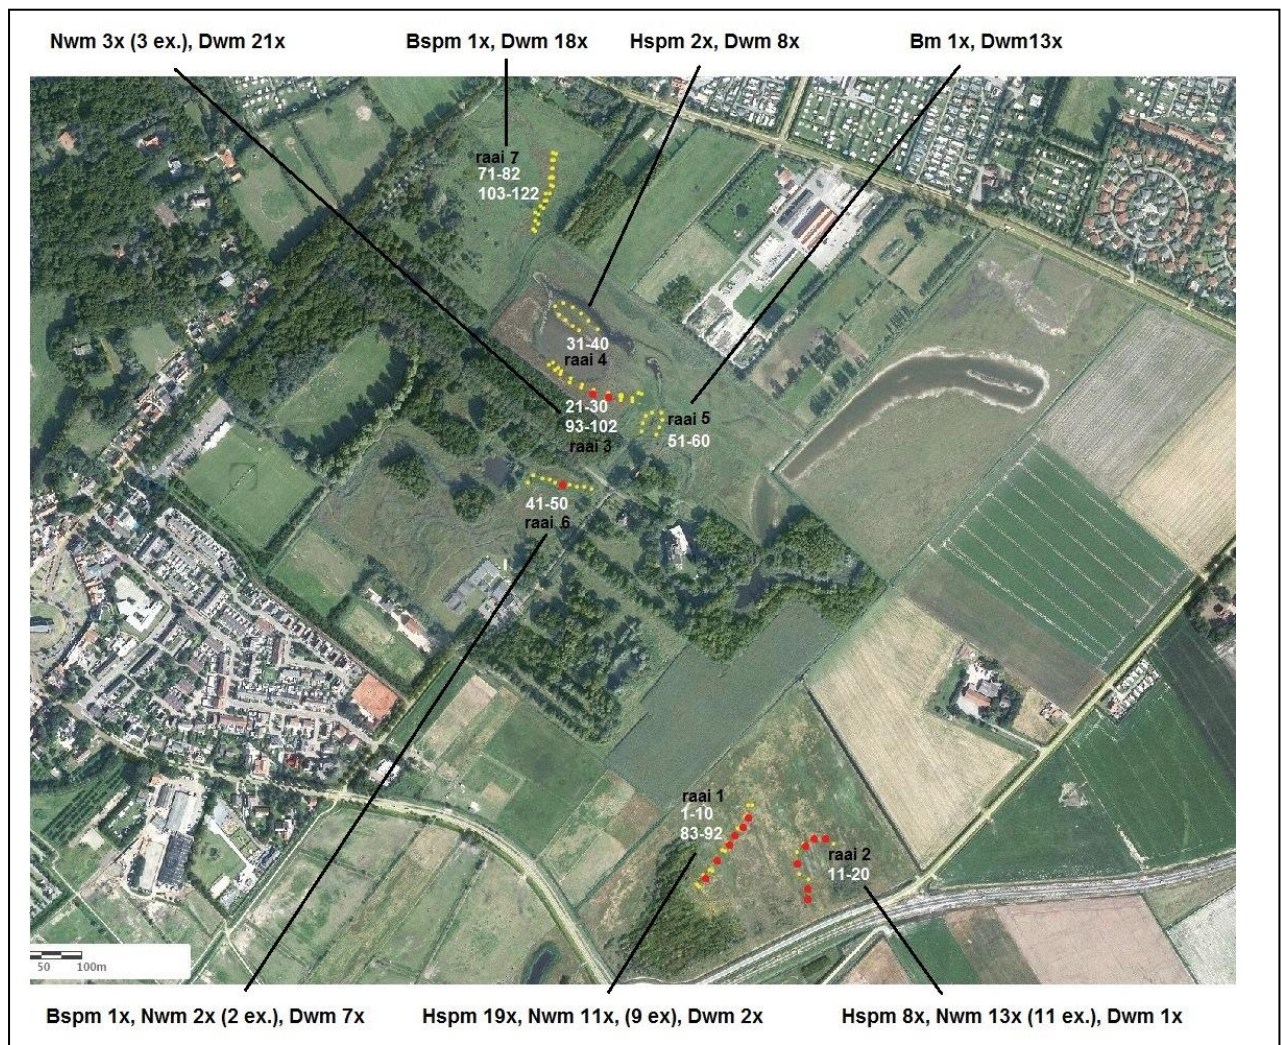 Nwm 3x (3 ex.), Dwm 21x
Bspm 1x, Dwm 18x
Hspm 2x, Dwm 8x
Bm 1x, Dwm13x
raai 7
71-82
103-122
31-40
raai 4
21-30
93-102
raai 3
raai 5
51-60
41-50
raai 6
raai 1
1-10
83-92
raai 2
11-20
50 100m
Bspm 1x, Nwm 2x (2 ex.), Dwm 7x
Hspm 19x, Nwm 11x, (9 ex), Dwm 2x
Hspm 8x, Nwm 13x (11 ex.), Dwm 1x